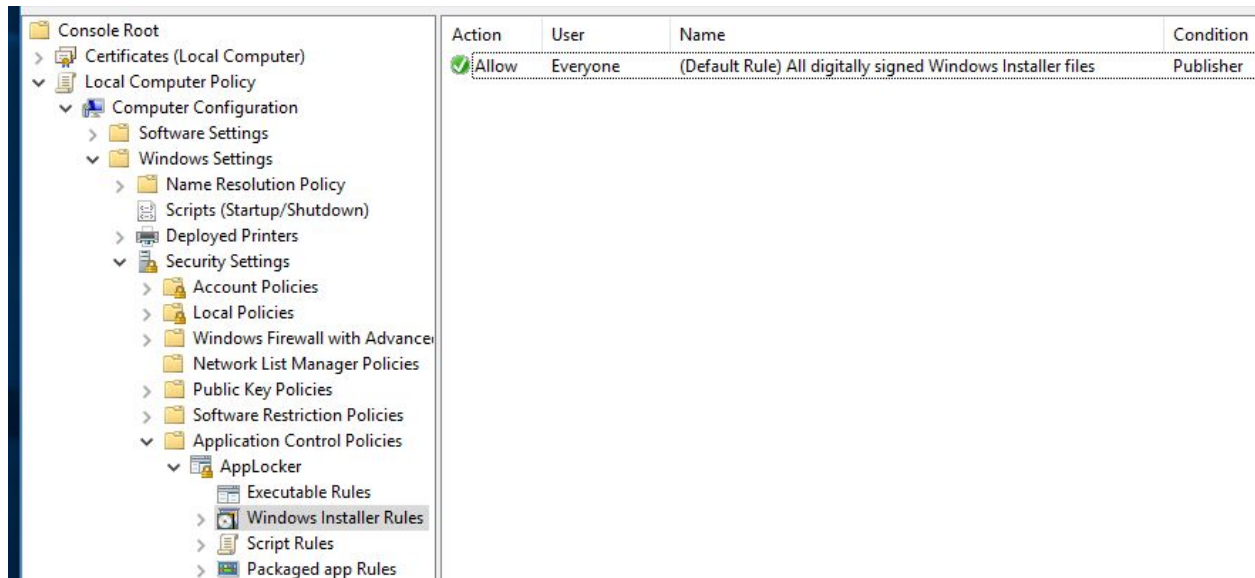 Console Root
Certificates (Local Computer)
Local Computer Policy
Computer Configuration
Software Settings
Windows Settings
Name Resolution Policy
Scripts (Startup/Shutdown)
Deployed Printers
Security Settings
Account Policies
Local Policies
Windows Firewall with Advance
Network List Manager Policies
Public Key Policies
Software Restriction Policies
Application Control Policies
AppLocker
Executable Rules
Windows Installer Rules
Script Rules
Packaged app Rules
Action User Name Condition
Allow Everyone (Default Rule) All digitally signed Windows Installer files Publisher